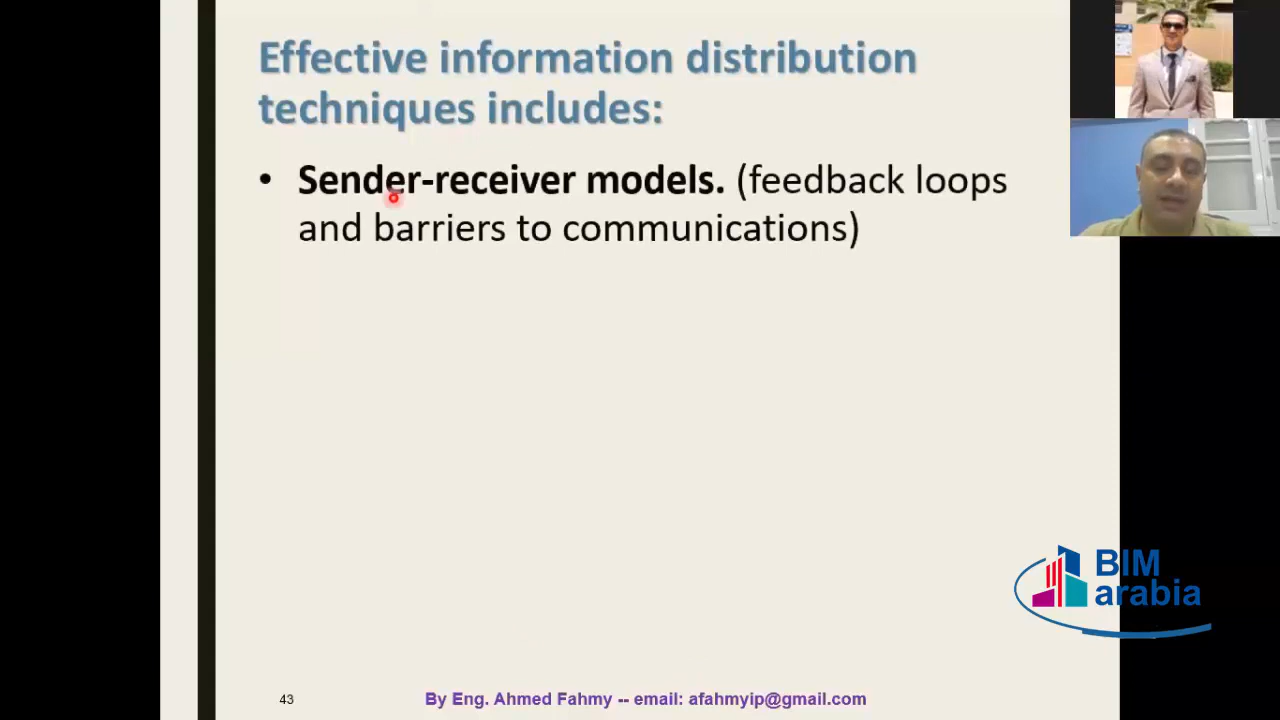 Effective information distribution
techniques includes:
• Sender-receiver models. (feedback loops
and barriers to communications)
BIM
arabia
43
By Eng. Ahmed Fahmy -- email: afahmyip@gmail.com